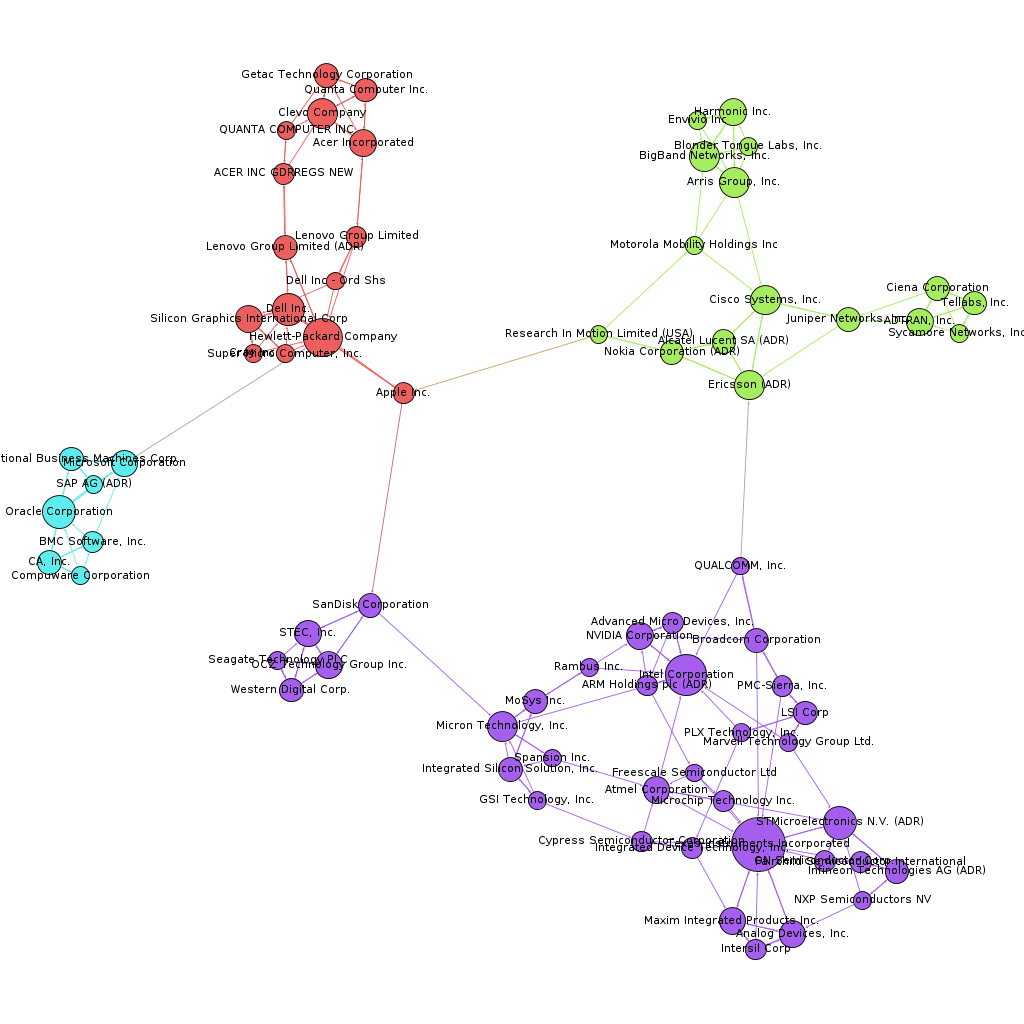 Getac Technology Corporation
Quanta Computer Inc.
Clevo Company
QUANTA COMPUTER INC
Acer Incorporated
ACER INC GDRREGS NEW
Lenovo Group Limited
Lenovo Group Limited (ADR)
Dell Inc - Ord Shs
Dell Inc.
Silicon Graphics International Corp
Hewlett-Packard Company
Super Micro Computer, Inc.
Apple Inc.
Harmonic Inc.
Envivio Inc
Blonder Tongue Labs, Inc.
BigBand Networks, Inc.
Arris Group, Inc.
Motorola Mobility Holdings Inc
Cisco Systems, Inc.
Ciena Corporation
Tellabs, Inc.
Juniper Networks, Inc.
ADTRAN, Inc.
Sycamore Networks, Inc
Research In Motion Limited (USA)
Alcatel Lucent SA (ADR)
Nokia Corporation (ADR)
Ericsson (ADR)
tional Business Machines Corp
Microsoft Corporation
SAP AG (ADR)
Oracle Corporation
BMC Software, Inc.
CA, Inc.
Compuware Corporation
QUALCOMM, Inc.
SanDisk Corporation
STEC, Inc.
Seagate Technology PLC
OCZ Technology Group Inc.
Western Digital Corp.
Advanced Micro Devices, Inc.
NVIDIA Corporation
Broadcom Corporation
Rambus Inc.
Intel Corporation
ARM Holdings plc (ADR)
PMC-Sierra, Inc.
MoSys Inc.
LSI Corp
Micron Technology, Inc.
PLX Technology, Inc.
Marvell Technology Group Ltd.
Spansion Inc.
Integrated Silicon Solution, Inc.
Freescale Semiconductor Ltd
Atmel Corporation
GSI Technology, Inc.
Microchip Technology Inc.
STMicroelectronics N.V. (ADR)
Cypress Semiconductor Corporation
Instruments Incorporated
Integrated Device Technology, Inc.
Fairchild Semiconductor International
Infineon Technologies AG (ADR)
NXP Semiconductors NV
Maxim Integrated Products Inc.
Analog Devices, Inc.
Intersil Corp